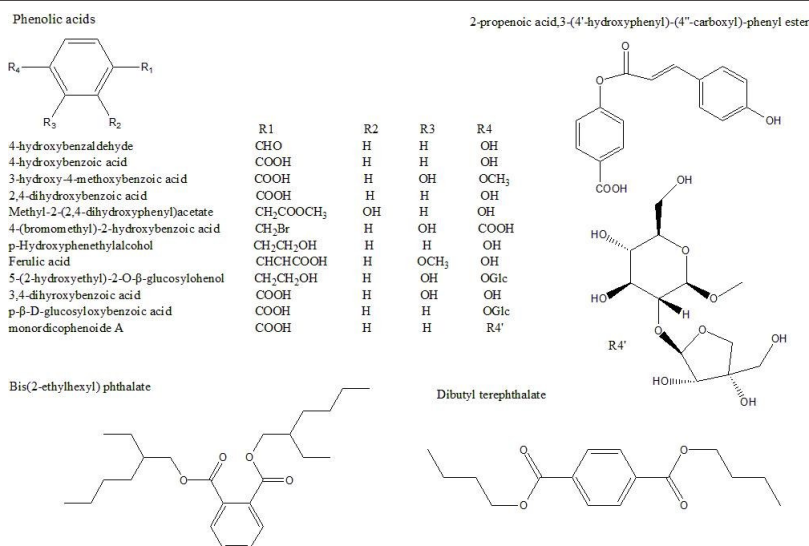 Phenolic acids
2-propenoic acid,3-(4'-hydroxyphenyl)-(4''-carboxyl)-phenyl ester
R4 R1
R3 R2
O
O
OH
COOH
R1 R2 R3 R4
4-hydroxybenzaldehyde CHO H H OH
4-hydroxybenzoic acid COOH H H OH
3-hydroxy-4-methoxybenzoic acid COOH H OH OCH3
2,4-dihydroxybenzoic acid COOH H H OH
Methyl-2-(2,4-dihydroxyphenyl)acetate CH2COOCH3 OH H OH
4-(bromomethyl)-2-hydroxybenzoic acid CH2Br H OH COOH
p-Hydroxyphenethylalcohol CH2CH2OH H H OH
Ferulic acid CHCHCOOH H OCH3 OH
5-(2-hydroxyethyl)-2-O-β-glucosylohenol CH2CH2OH H OH OGlc
3,4-dihyroxybenzoic acid COOH H OH OH
p-β-D-glucosyloxybenzoic acid COOH H H OGlc
monordicophenoide A COOH H H R4'
OH
HO
O
HO
O
H
O
R4'
O
OH
HO
OH
Bis(2-ethylhexyl) phthalate
Dibutyl terephthalate
O O
O O
O O
O O